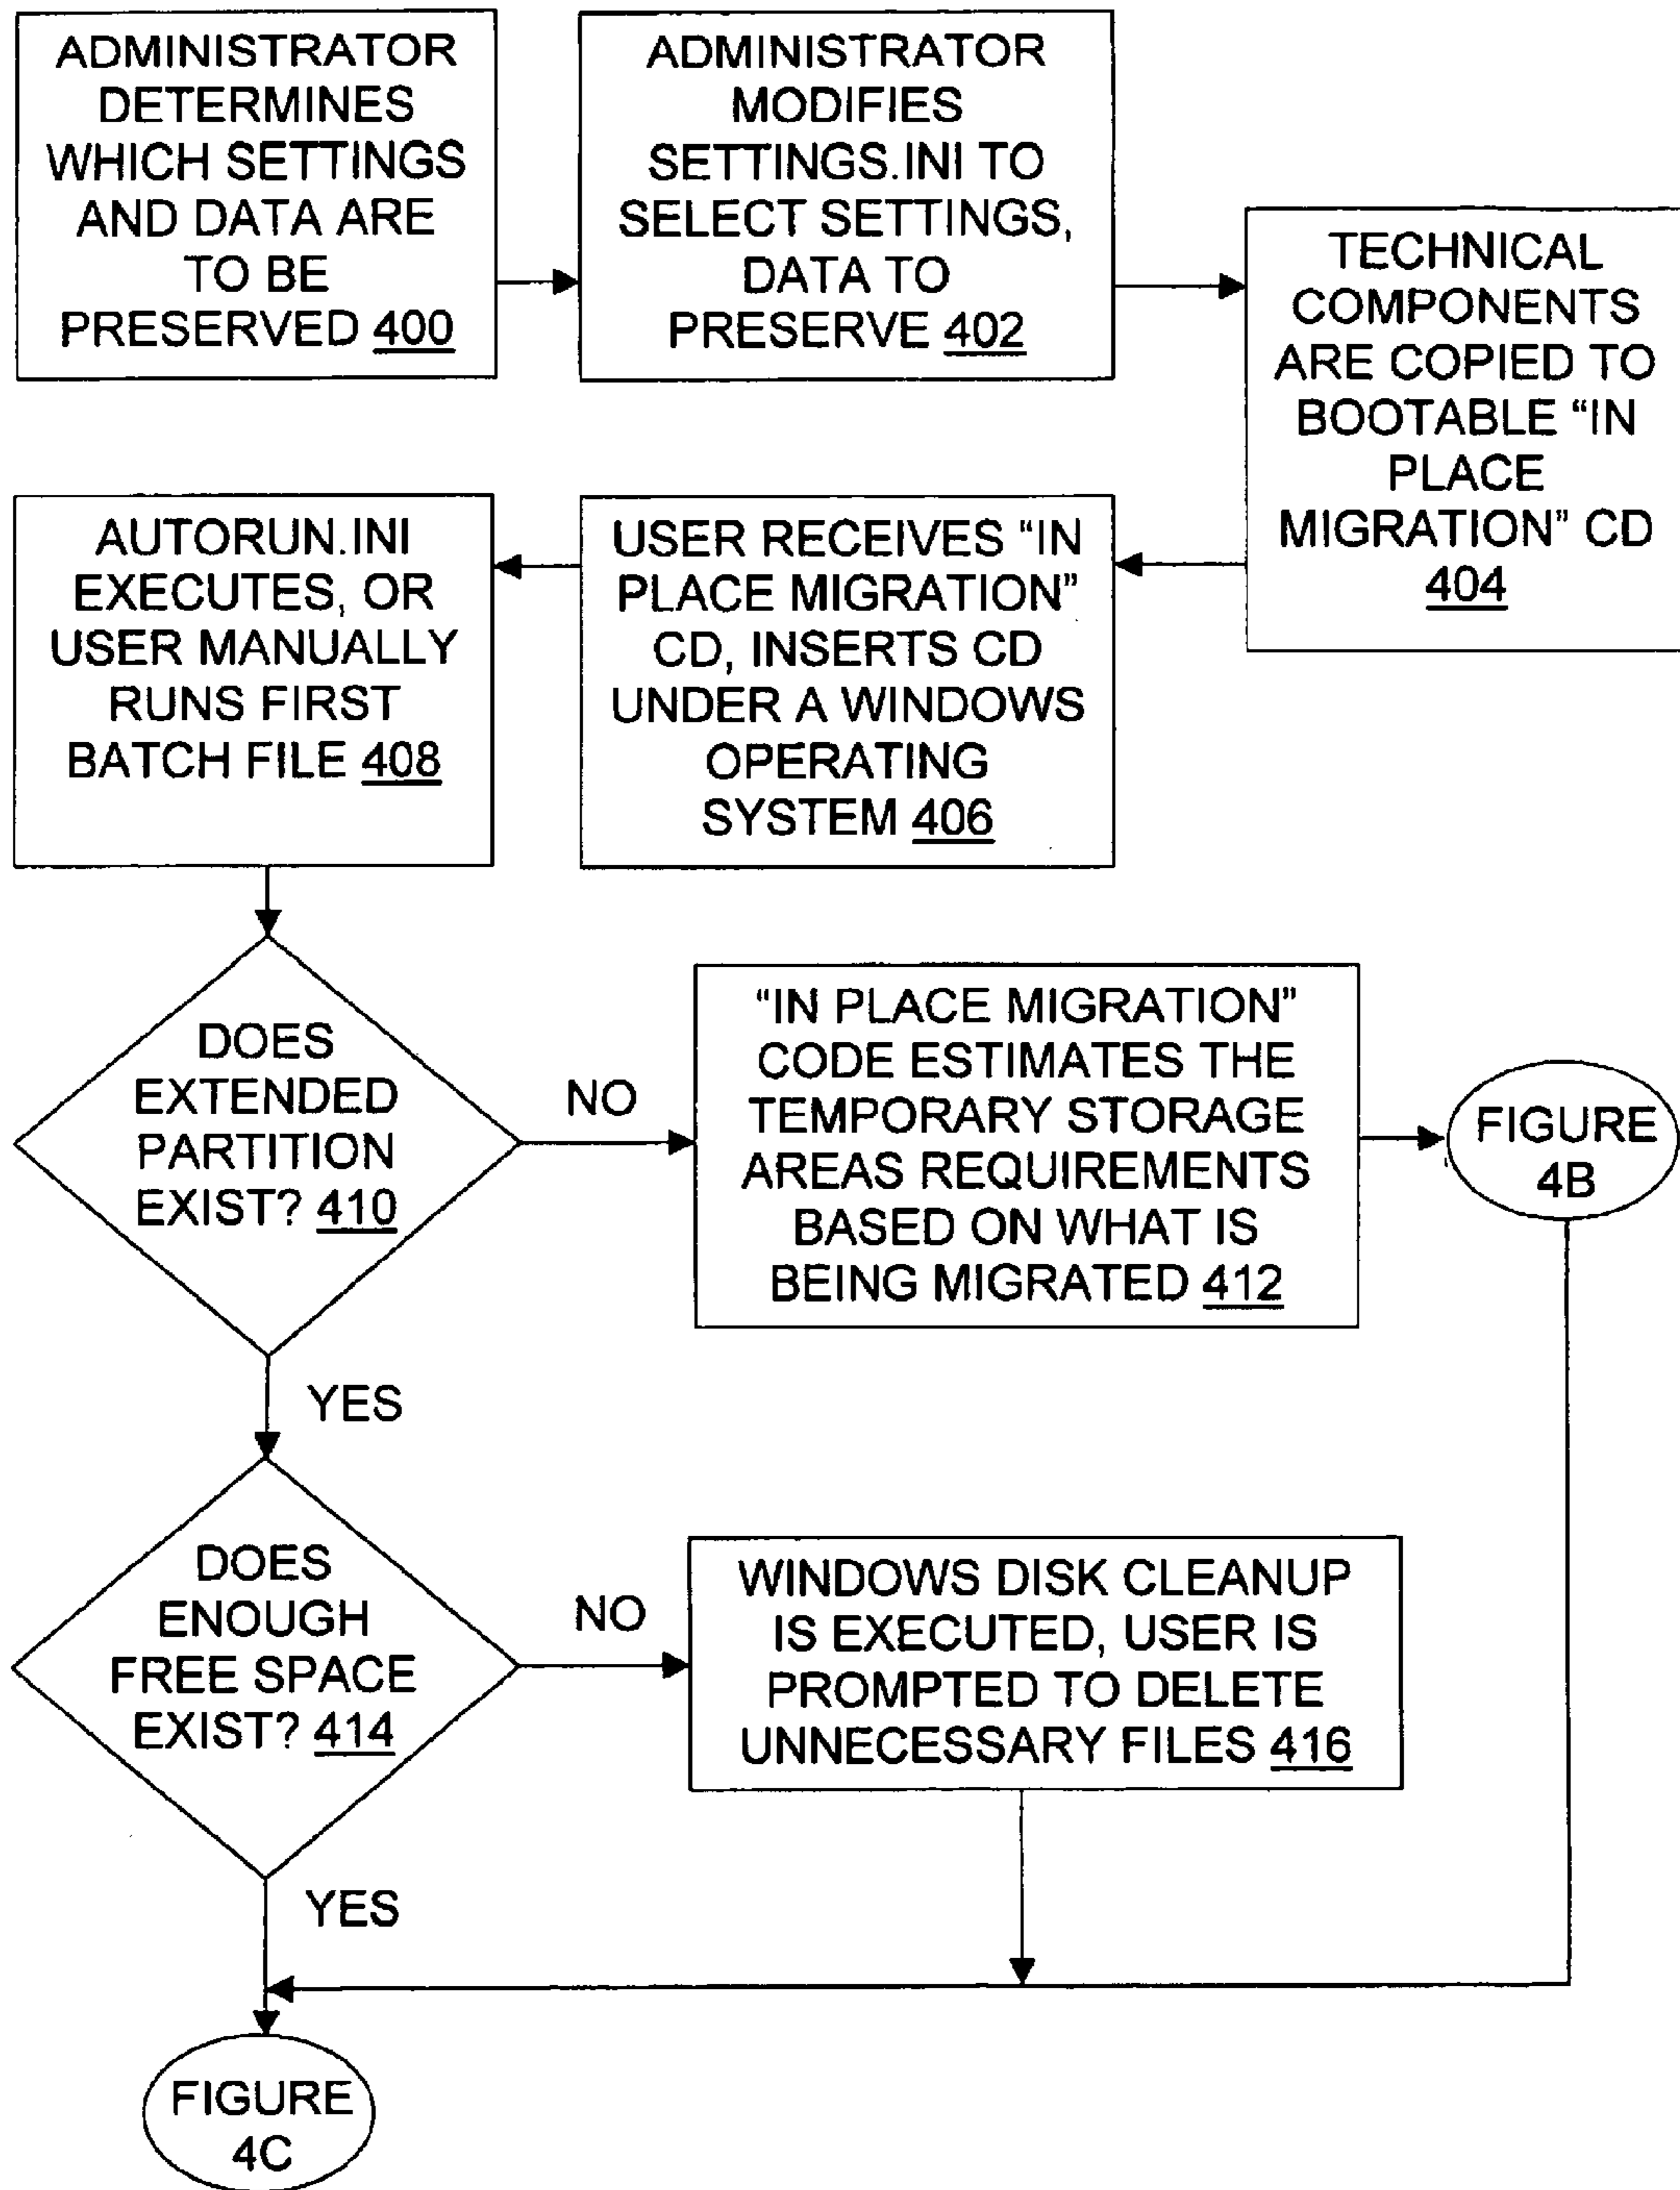 ADMINISTRATOR
DETERMINES
WHICH SETTINGS
AND DATA ARE
TO BE
PRESERVED 400
ADMINISTRATOR
MODIFIES
SETTINGS.INI TO
SELECT SETTINGS,
DATA TO
PRESERVE 402
TECHNICAL
COMPONENTS
ARE COPIED TO
BOOTABLE “IN
PLACE
MIGRATION” CD
404
USER RECEIVES “IN
PLACE MIGRATION”
CD, INSERTS CD
UNDER A WINDOWS
OPERATING
SYSTEM 406
AUTORUN.INI
EXECUTES, OR
USER MANUALLY
RUNS FIRST
BATCH FILE 408
DOES
EXTENDED
PARTITION
EXIST? 410
NO
“IN PLACE MIGRATION”
CODE ESTIMATES THE
TEMPORARY STORAGE
AREAS REQUIREMENTS
BASED ON WHAT IS
BEING MIGRATED 412
FIGURE
4B
YES
DOES
ENOUGH
FREE SPACE
EXIST? 414
NO
WINDOWS DISK CLEANUP
IS EXECUTED, USER IS
PROMPTED TO DELETE
UNNECESSARY FILES 416
YES
FIGURE
4C